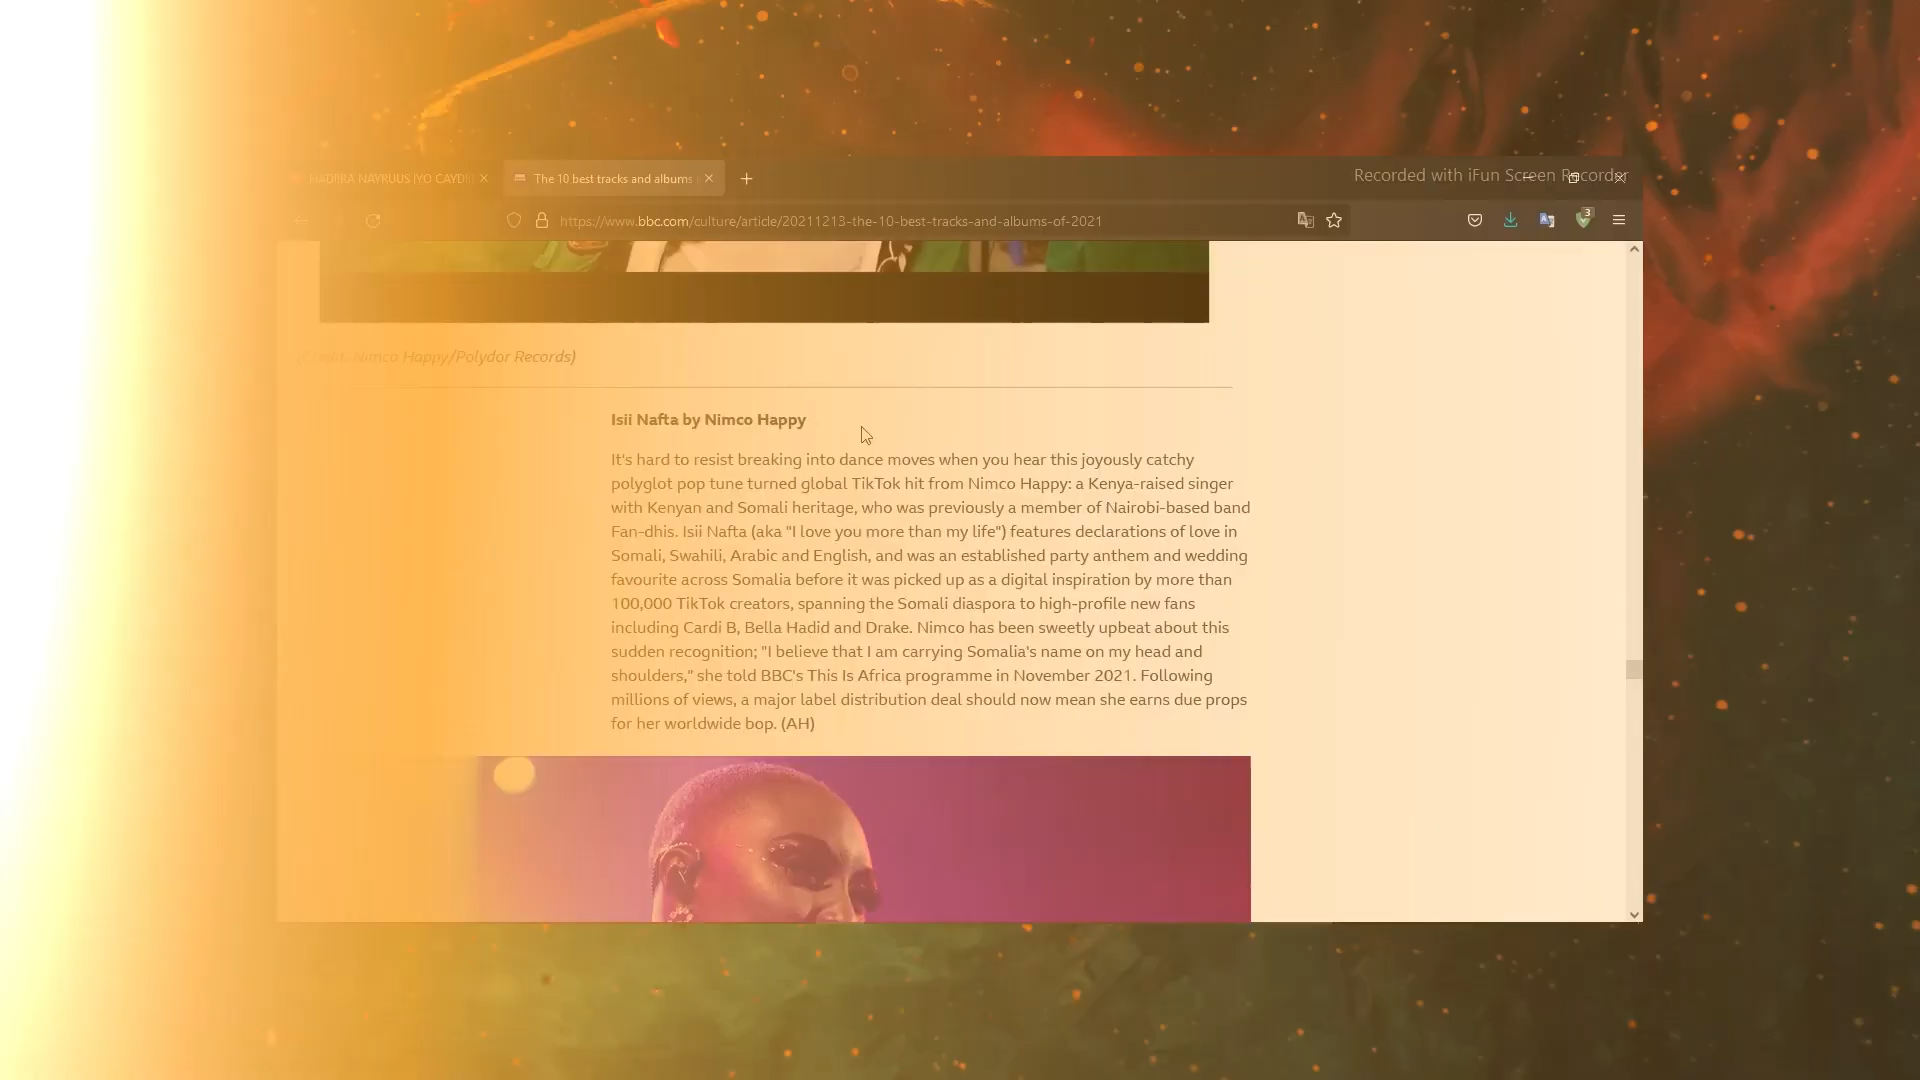 NADIIRA NAYRUUS IYO CAYDII
The 10 best tracks and albums
Recorded with iFun Screen Recorder
https://www.bbc.com/culture/article/20211213-the-10-best-tracks-and-albums-of-2021
3
Nimco Happy/Polydor Records)
Isii Nafta by Nimco Happy
It's hard to resist breaking into dance moves when you hear this joyously catchy
polyglot pop tune turned global TikTok hit from Nimco Happy: a Kenya-raised singer
with Kenyan and Somali heritage, who was previously a member of Nairobi-based band
Fan-dhis. Isii Nafta (aka "I love you more than my life") features declarations of love in
Somali, Swahili, Arabic and English, and was an established party anthem and wedding
favourite across Somalia before it was picked up as a digital inspiration by more than
100,000 TikTok creators, spanning the Somali diaspora to high-profile new fans
including Cardi B, Bella Hadid and Drake. Nimco has been sweetly upbeat about this
sudden recognition; "I believe that I am carrying Somalia's name on my head and
shoulders," she told BBC's This Is Africa programme in November 2021. Following
millions of views, a major label distribution deal should now mean she earns due props
for her worldwide bop. (AH)